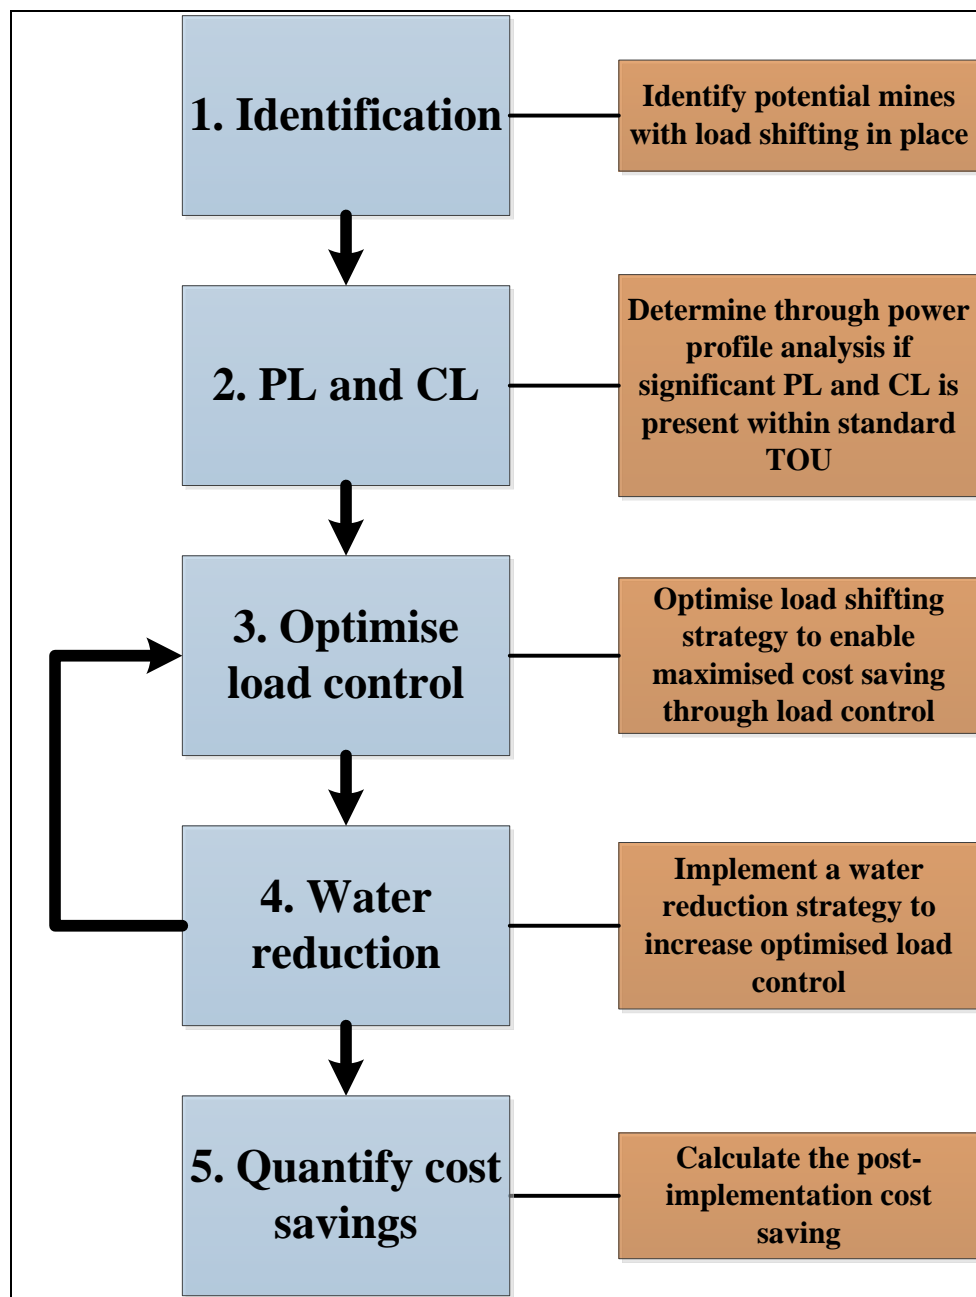 1. Identification
Identify potential mines
with load shifting in place
2. PL and CL
Determine through power
profile analysis if
significant PL and CL is
present within standard
TOU
3. Optimise
load control
Optimise load shifting
strategy to enable
maximised cost saving
through load control
4. Water
reduction
Implement a water
reduction strategy to
increase optimised load
control
5. Quantify cost
savings
Calculate the post-
implementation cost
saving